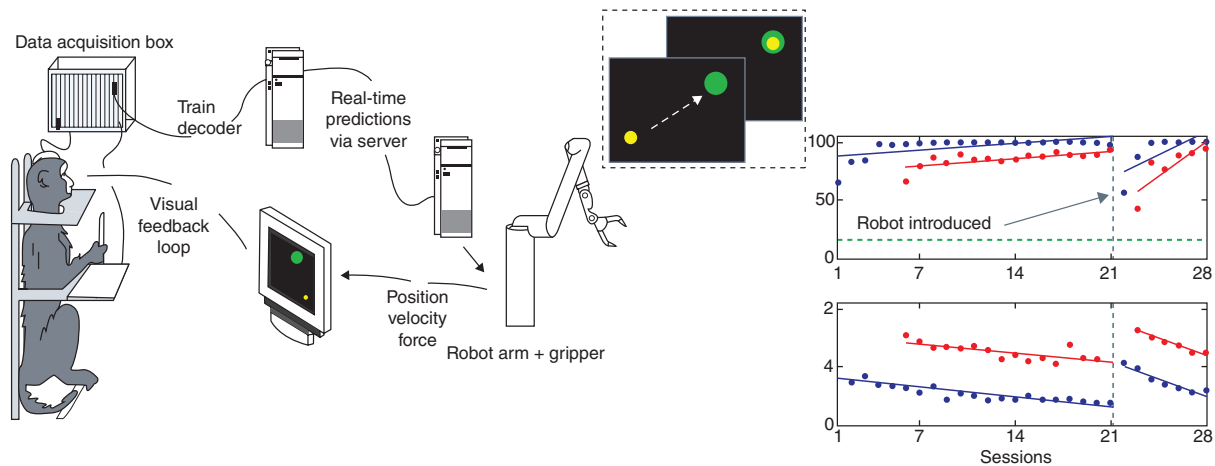 Data acquisition box
Train
decoder
Real-time
predictions
via server
Visual
feedback
loop
Position
velocity
force
Robot arm + gripper
100
50
0
Robot introduced
1
7
14
21
28
2
4
0
1
7
14
21
28
Sessions